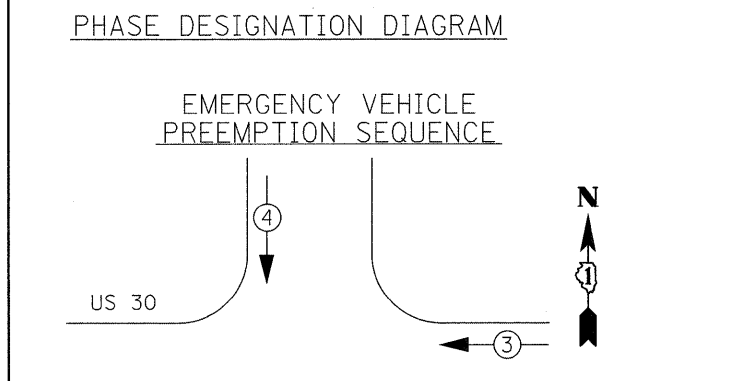 PHASE DESIGNATION DIAGRAM
EMERGENCY VEHICLE
PREEMPTION SEQUENCE
N
4
1
US 30
3